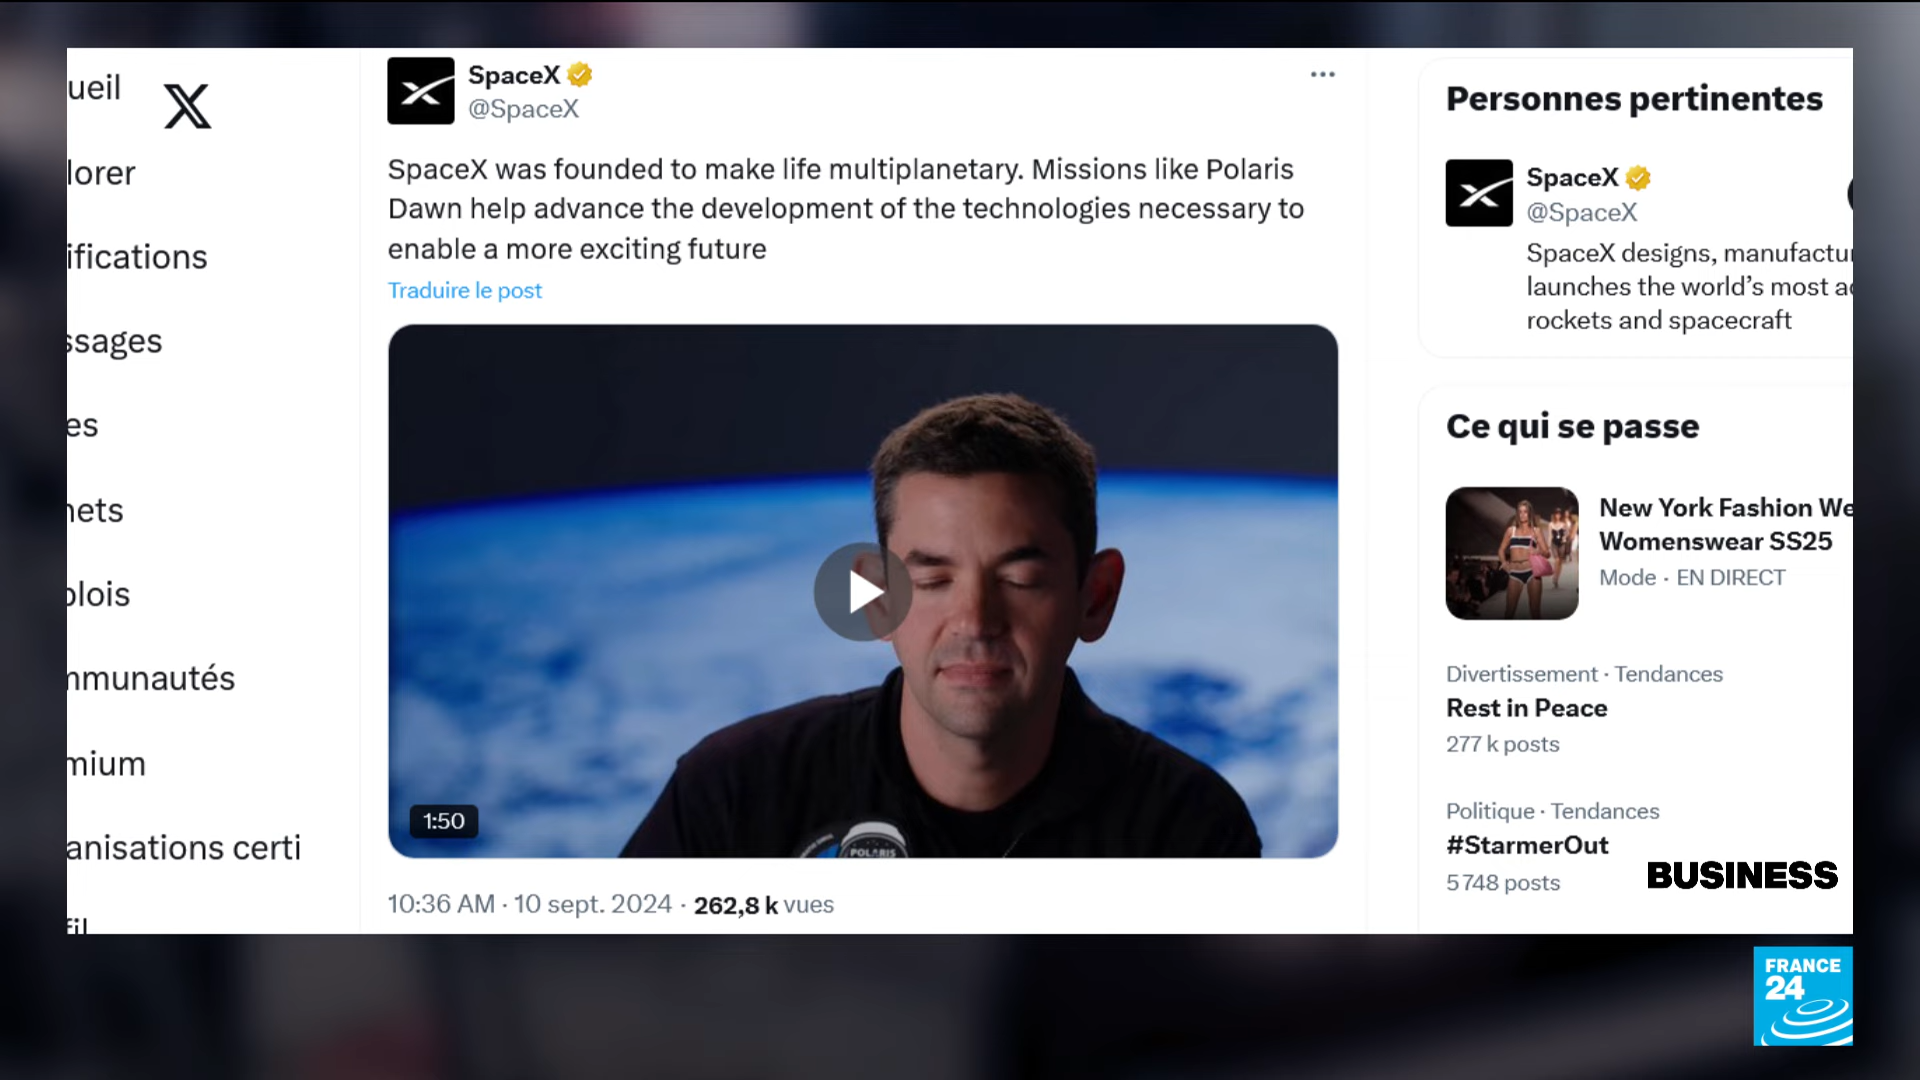 ueil
lorer
ifications
ssages
es
nets
plois
mmunautés
mium
anisations certi
fil
SpaceX
@SpaceX
SpaceX was founded to make life multiplanetary. Missions like Polaris
Dawn help advance the development of the technologies necessary to
enable a more exciting future
Traduire le post
1:50
POLARIS
10:36 AM · 10 sept. 2024 · 262,8 k vues
Personnes pertinentes
SpaceX
@SpaceX
SpaceX designs, manufactur
launches the world's most a
rockets and spacecraft
Ce qui se passe
New York Fashion We
Womenswear SS25
Mode · EN DIRECT
Divertissement · Tendances
Rest in Peace
277 k posts
Politique · Tendances
#StarmerOut
5 748 posts
BUSINESS
FRANCE
24